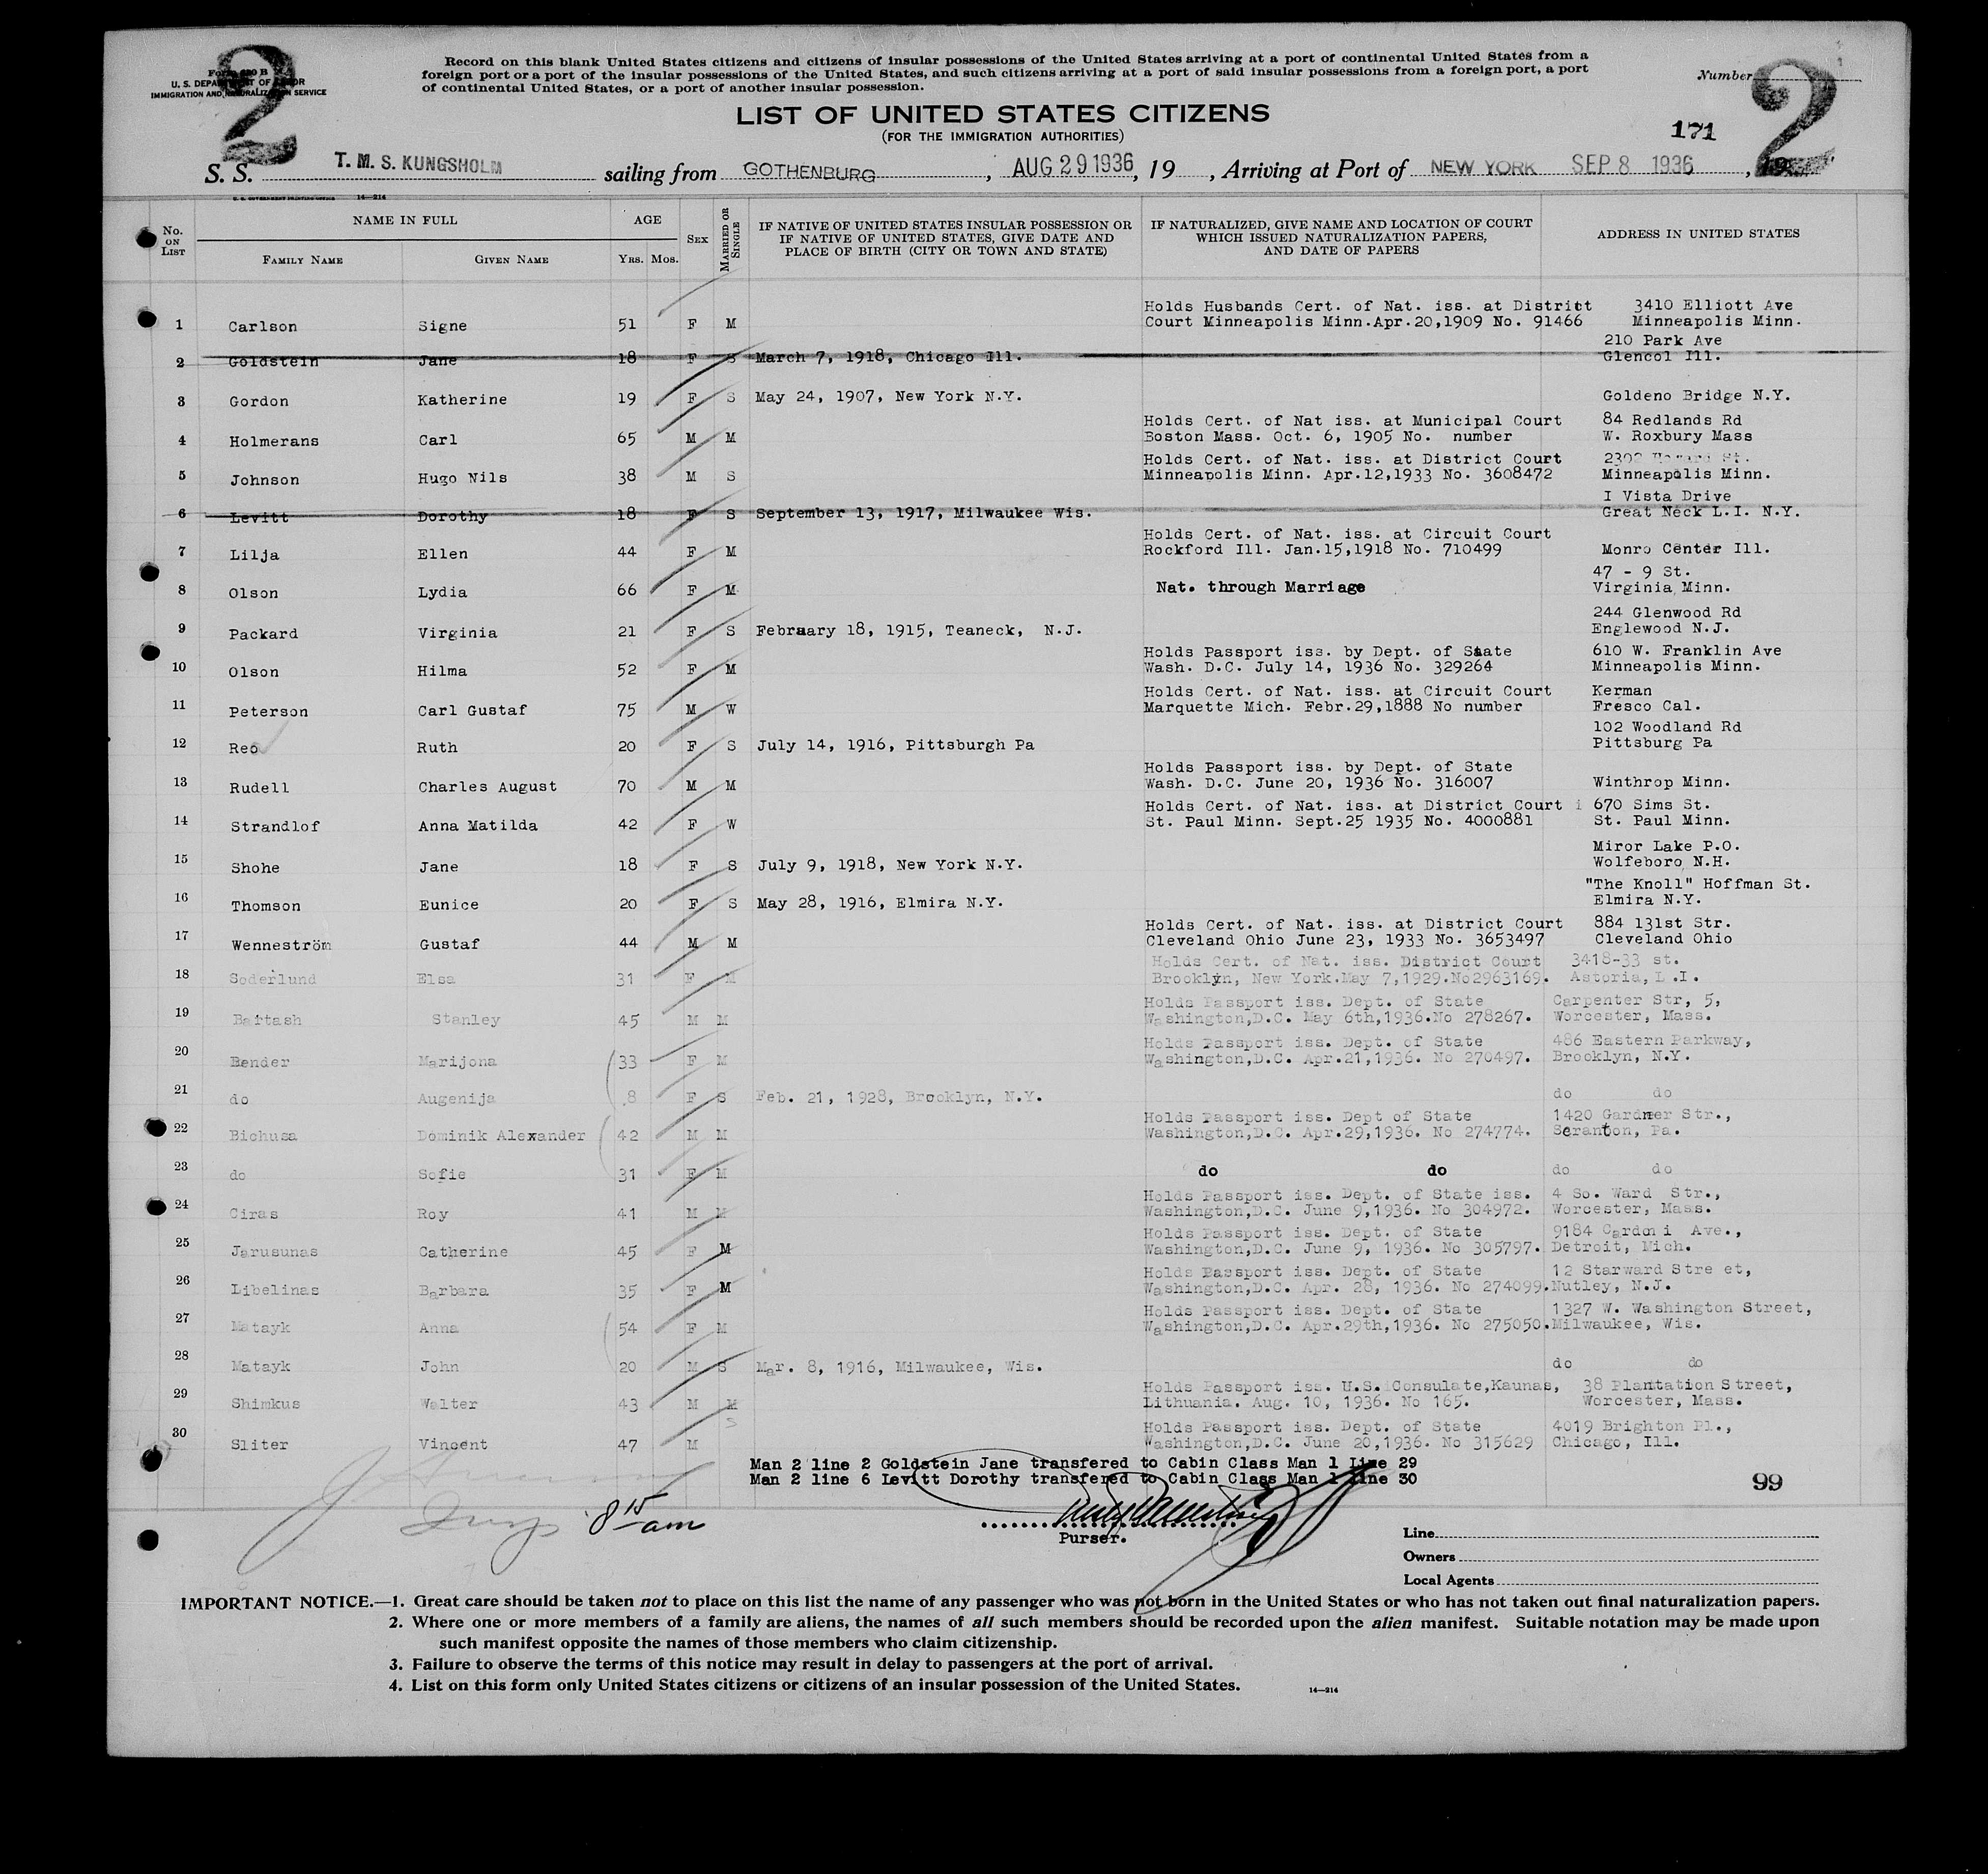 2
2
Form 630 B
U. S. DEPARTMENT OF LABOR
IMMIGRATION AND NATURALIZATION SERVICE
Record on this blank United States citizens and citizens of insular possessions of the United States arriving at a port of continental United States from a
foreign port or a port of the insular possessions of the United States, and such citizens arriving at a port of said insular possessions from a foreign port, a port
of continental United States, or a port of another insular possession.
Number
LIST OF UNITED STATES CITIZENS
(FOR THE IMMIGRATION AUTHORITIES)
171
S. S. T. M. S. KUNGSHOLM sailing from GOTHENBURG, AUG 29 1936, 19 , Arriving at Port of NEW YORK SEP 8 1936, 19
U. S. GOVERNMENT PRINTING OFFICE 14—214
No. ON LIST NAME IN FULL AGE SEX MARRIED OR SINGLE IF NATIVE OF UNITED STATES INSULAR POSSESSION OR IF NATIVE OF UNITED STATES, GIVE DATE AND PLACE OF BIRTH (CITY OR TOWN AND STATE) IF NATURALIZED, GIVE NAME AND LOCATION OF COURT WHICH ISSUED NATURALIZATION PAPERS, AND DATE OF PAPERS ADDRESS IN UNITED STATES
FAMILY NAME GIVEN NAME YRS. MOS.
Holds Husbands Cert. of Nat. iss. at District 3410 Elliott Ave
1 Carlson Signe 51 F M Court Minneapolis Minn.Apr.20,1909 No. 91466 Minneapolis Minn.
210 Park Ave
2 Goldstein Jane 18 F S March 7, 1918, Chicago Ill. Glencol Ill.
3 Gordon Katherine 19 F S May 24, 1907, New York N.Y. Goldeno Bridge N.Y.
Holds Cert. of Nat iss. at Municipal Court 84 Redlands Rd
4 Holmerans Carl 65 M M Boston Mass. Oct. 6, 1905 No. number W. Roxbury Mass
Holds Cert. of Nat. iss. at District Court St.
5 Johnson Hugo Nils 38 M S Minneapolis Minn. Apr.12,1933 No. 3608472 Minneapolis Minn.
I Vista Drive
6 Levitt Dorothy 18 F S September 13, 1917, Milwaukee Wis. Great Neck L.I. N.Y.
Holds Cert. of Nat. iss. at Circuit Court
7 Lilja Ellen 44 F M Rockford Ill. Jan.15,1918 No. 710499 Monro Center Ill.
47 - 9 St.
8 Olson Lydia 66 F M Nat. through Marriage Virginia Minn.
244 Glenwood Rd
9 Packard Virginia 21 F S February 18, 1915, Teaneck, N.J. Englewood N.J.
Holds Passport iss. by Dept. of State 610 W. Franklin Ave
10 Olson Hilma 52 F M Wash. D.C. July 14, 1936 No. 329264 Minneapolis Minn.
Holds Cert. of Nat. iss. at Circuit Court Kerman
11 Peterson Carl Gustaf 75 M W Marquette Mich. Febr.29,1888 No number Fresco Cal.
102 Woodland Rd
12 Reo Ruth 20 F S July 14, 1916, Pittsburgh Pa Pittsburg Pa
Holds Passport iss. by Dept. of State
13 Rudell Charles August 70 M M Wash. D.C. June 20, 1936 No. 316007 Winthrop Minn.
Holds Cert. of Nat. iss. at District Court i 670 Sims St.
14 Strandlof Anna Matilda 42 F W St. Paul Minn. Sept.25 1935 No. 4000881 St. Paul Minn.
Miror Lake P.O.
15 Shohe Jane 18 F S July 9, 1918, New York N.Y. Wolfeboro N.H.
"The Knoll" Hoffman St.
16 Thomson Eunice 20 F S May 28, 1916, Elmira N.Y. Elmira N.Y.
Holds Cert. of Nat. iss. at District Court 884 131st Str.
17 Wenneström Gustaf 44 M M Cleveland Ohio June 23, 1933 No. 3653497 Cleveland Ohio
Holds Cert. of Nat. iss. District Court 3418-33 st.
18 Soderlund Elsa 31 F M Brooklyn, New York.May 7,1929.No2963169. Astoria, L.I.
Holds Passport iss. Dept. of State Carpenter Str, 5,
19 Bartash Stanley 45 M M Washington,D.C. May 6th,1936.No 278267. Worcester, Mass.
Holds Passport iss. Dept. of State 486 Eastern Parkway,
20 Bender Marijona 33 F M Washington,D.C. Apr.21,1936. No 270497. Brooklyn, N.Y.
21 do Augenija 8 F S Feb. 21, 1928, Brooklyn, N.Y. do do
Holds Passport iss. Dept of State 1420 Gardner Str.,
22 Bichusa Dominik Alexander 42 M M Washington,D.C. Apr.29,1936. No 274774. Scranton, Pa.
23 do Sofie 31 F M do do do do
Holds Passport iss. Dept. of State iss. 4 So. Ward Str.,
24 Ciras Roy 41 M M Washington,D.C. June 9,1936. No 304972. Worcester, Mass.
Holds Passport iss. Dept. of State 9184 Cardoni Ave.,
25 Jarusunas Catherine 45 F M Washington,D.C. June 9, 1936. No 305797. Detroit, Mich.
Holds Passport iss. Dept. of State 12 Starward Stre et,
26 Libelinas Barbara 35 F M Washington,D.C. Apr. 28, 1936. No 274099. Nutley, N.J.
Holds Passport iss. Dept. of State 1327 W. Washington Street,
27 Matayk Anna 54 F M Washington,D.C. Apr.29th,1936. No 275050. Milwaukee, Wis.
28 Matayk John 20 M S Mar. 8, 1916, Milwaukee, Wis. do do
Holds Passport iss. U.S. Consulate,Kaunas, 38 Plantation Street,
29 Shimkus Walter 43 M M Lithuania. Aug. 10, 1936. No 165. Worcester, Mass.
S Holds Passport iss. Dept. of State 4019 Brighton Pl.,
30 Sliter Vincent 47 M Washington,D.C. June 20,1936. No 315629 Chicago, Ill.
Man 2 line 2 Goldstein Jane transfered to Cabin Class Man 1 Line 29
Man 2 line 6 Levitt Dorothy transfered to Cabin Class Man 1 line 30
99
8 15 am
Purser.
Line
Owners
Local Agents
IMPORTANT NOTICE.—1. Great care should be taken not to place on this list the name of any passenger who was not born in the United States or who has not taken out final naturalization papers.
2. Where one or more members of a family are aliens, the names of all such members should be recorded upon the alien manifest. Suitable notation may be made upon
such manifest opposite the names of those members who claim citizenship.
3. Failure to observe the terms of this notice may result in delay to passengers at the port of arrival.
4. List on this form only United States citizens or citizens of an insular possession of the United States.
14—214